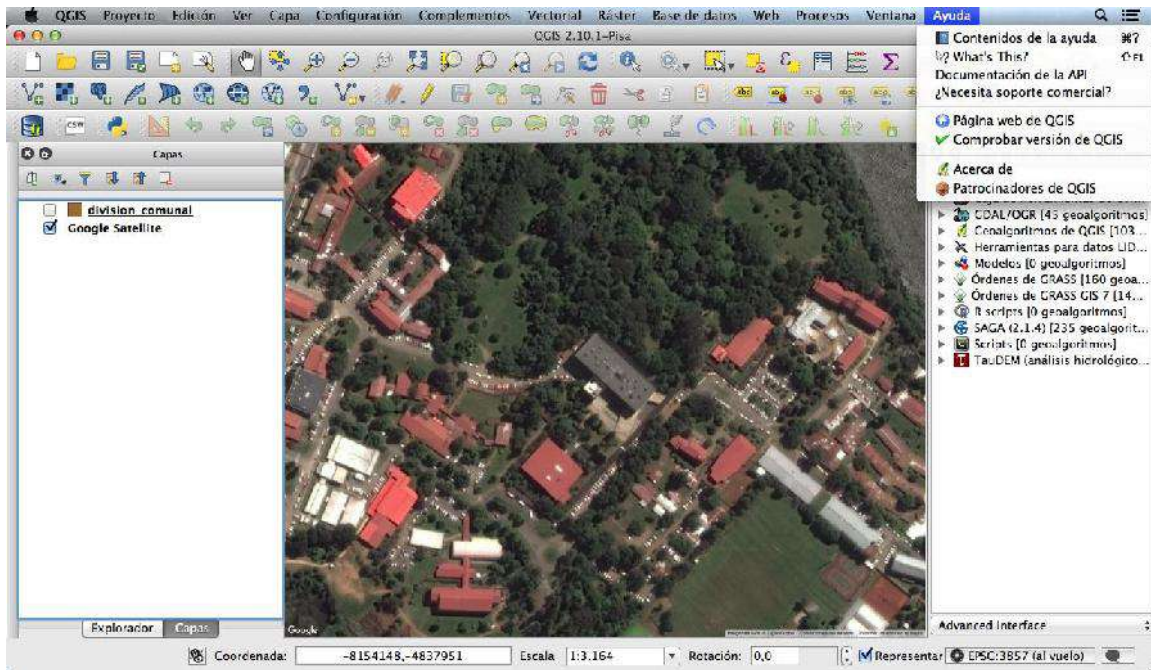 QGIS Proyecto Edición Ver Capa Configuración Complementos Vectorial Ráster Base de datos Web Procesos Ventana Ayuda
QGIS 2.10.1-Pisa
Contenidos de la ayuda ⌘?
What's This? ⇧F1
Documentación de la API
¿Necesita soporte comercial?
Página web de QGIS
Comprobar versión de QGIS
Acerca de
Patrocinadores de QGIS
CSW
Capas
division_comunal
Google Satellite
GDAL/OGR [45 geoalgoritmos]
Geoalgoritmos de QGIS [103...
Herramientas para datos LID...
Modelos [0 geoalgoritmos]
Órdenes de GRASS [160 geoa...
Órdenes de GRASS GIS 7 [14...
R scripts [0 geoalgoritmos]
SAGA (2.1.4) [235 geoalgorit...
Scripts [0 geoalgoritmos]
TauDEM (análisis hidrológico...
Explorador Capas
Google
Advanced Interface
Coordenada: -8154148,-4837951 Escala 1:3.164 Rotación: 0,0 Representar EPSG:3857 (al vuelo)